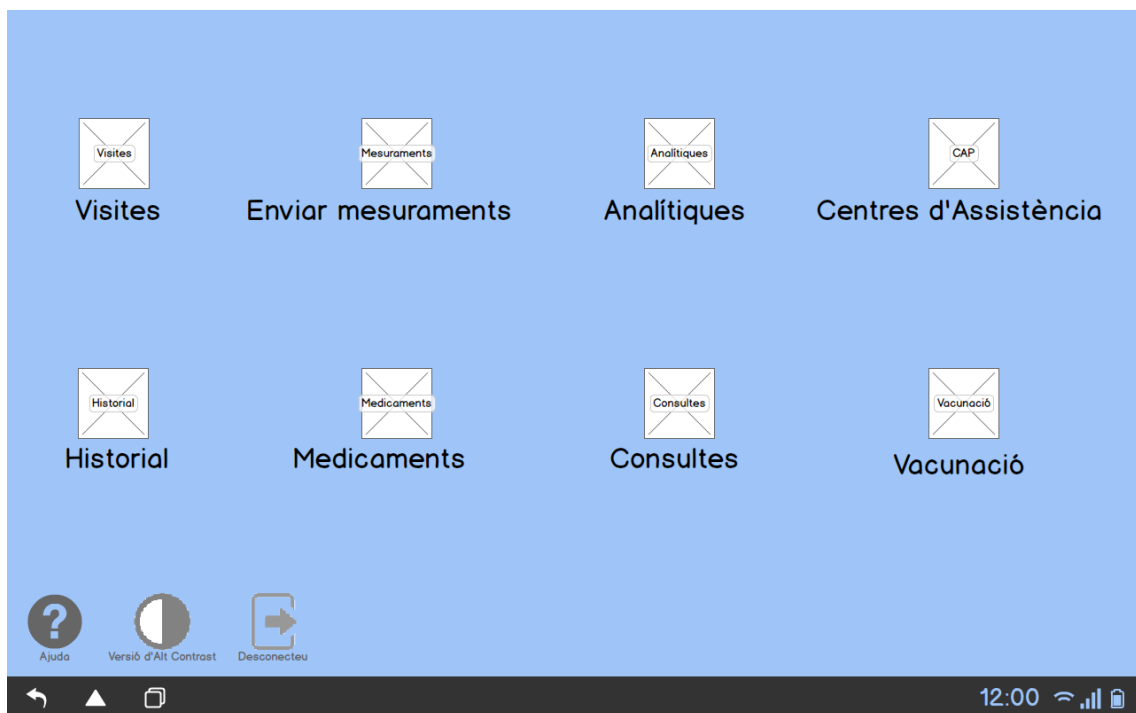 Visites
Mesuraments
Analítiques
CAP
Visites
Enviar mesuraments
Analítiques
Centres d'Assistència
Historial
Medicaments
Consultes
Vacunació
Historial
Medicaments
Consultes
Vacunació
?
Ajuda
Versiò d'Alt Contrast
Desconecteu
12:00